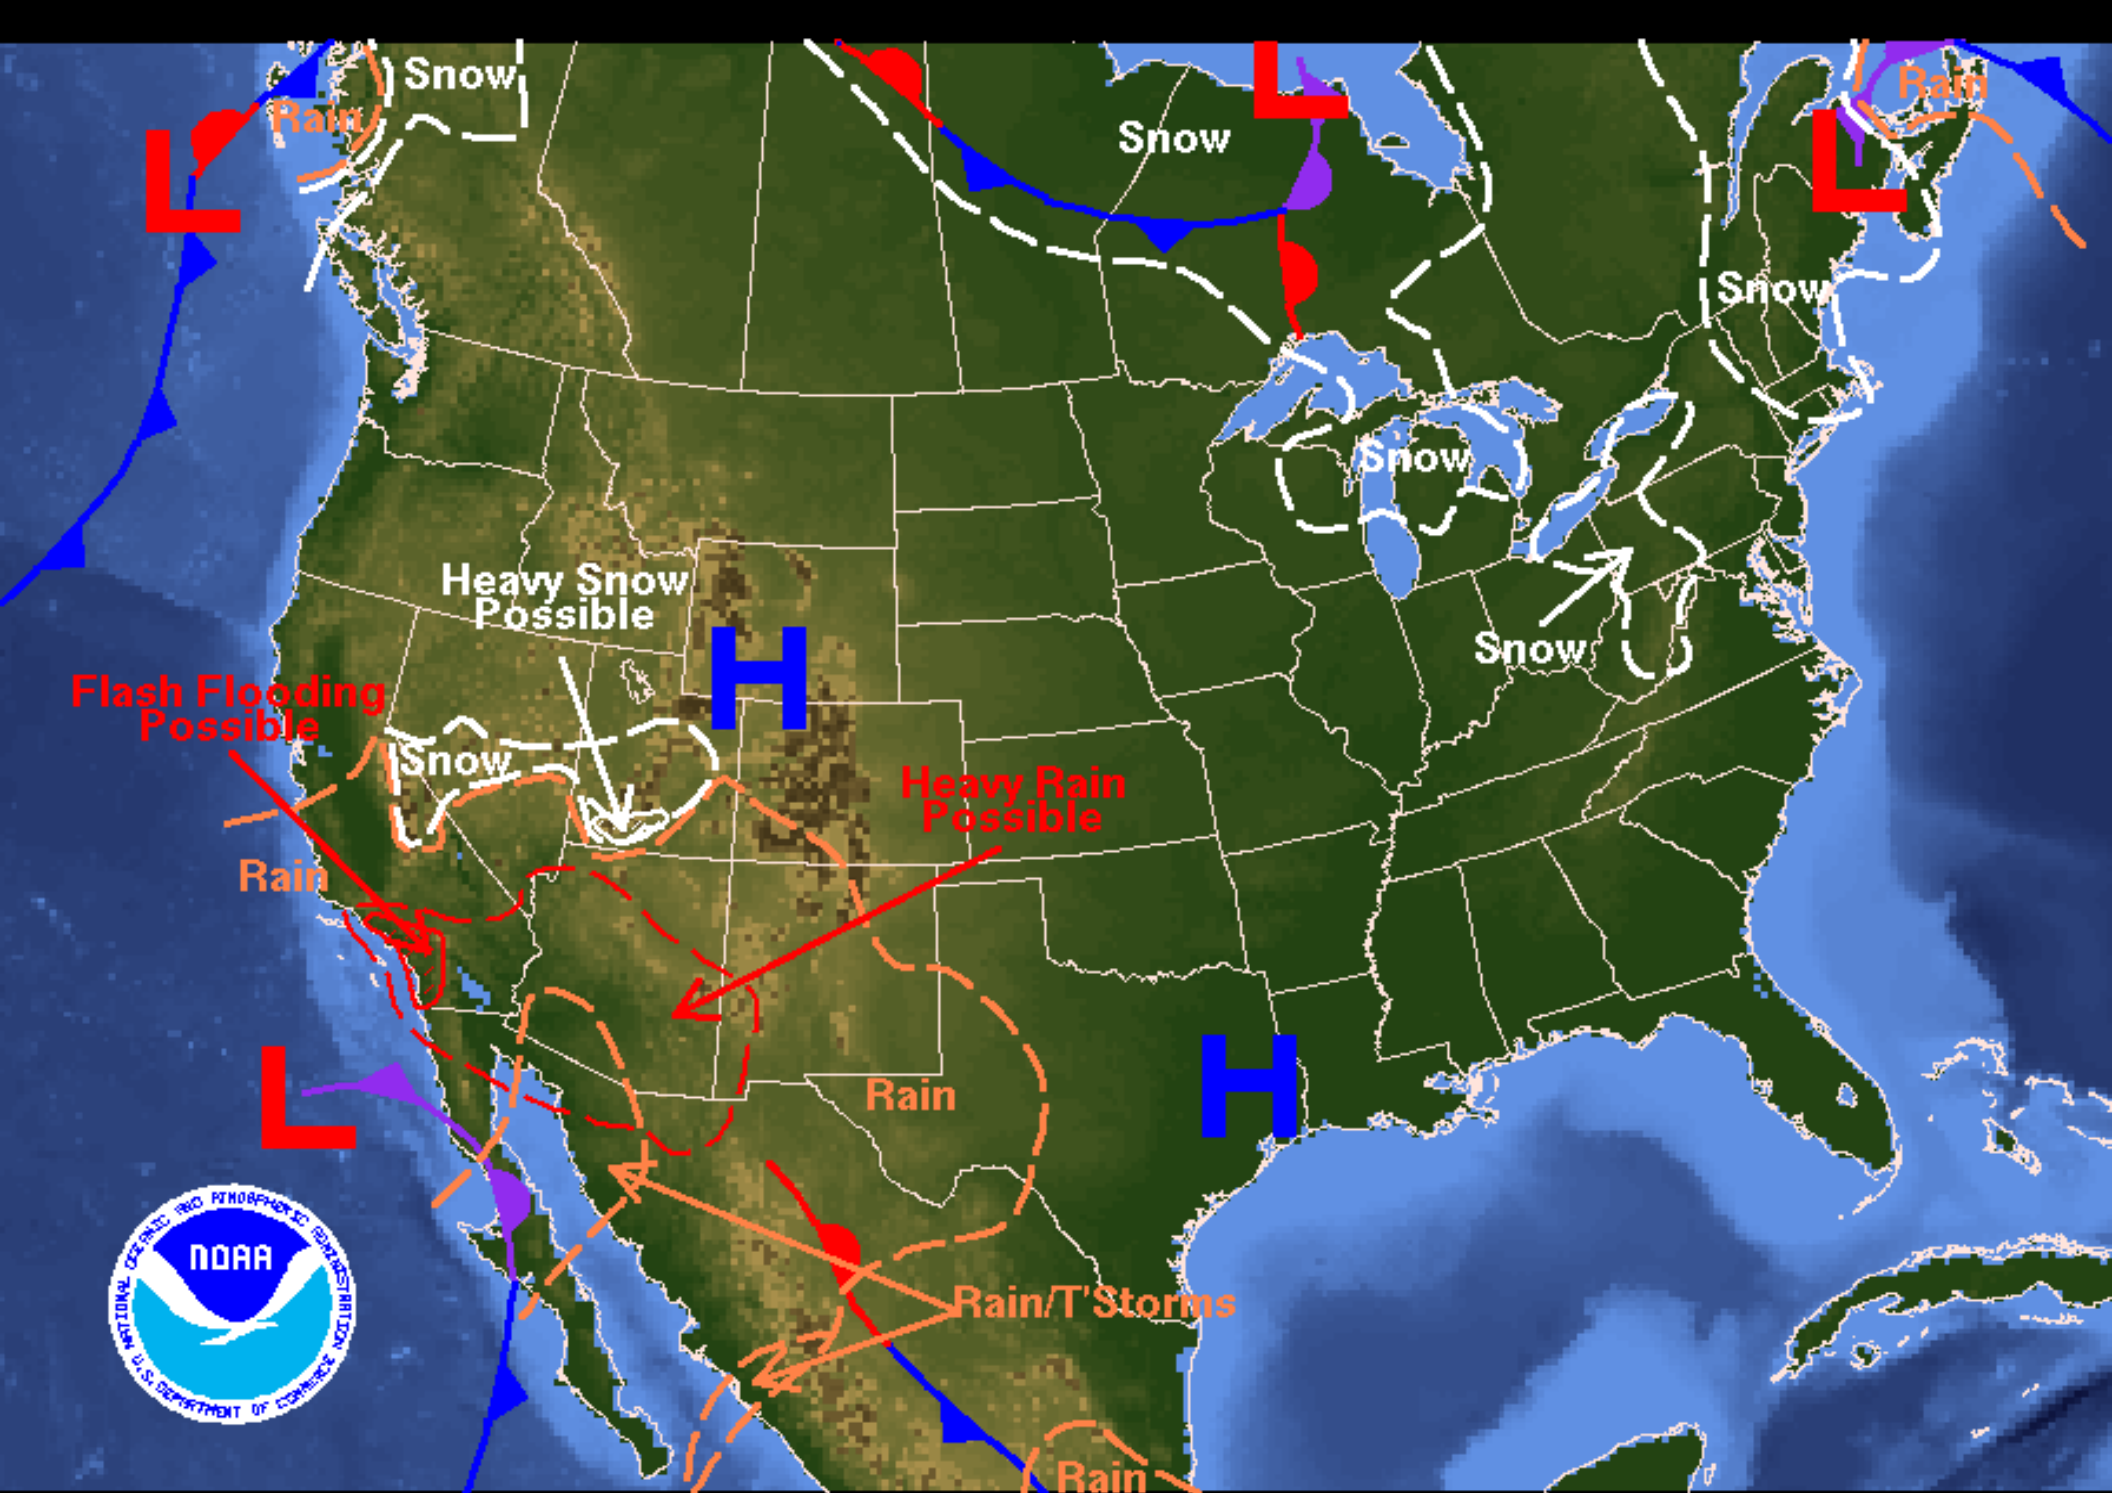 L
Rain
Snow
Snow
L
L
Rain
Snow
Snow
Snow
Heavy Snow
Possible
H
Flash Flooding
Possible
Snow
Heavy Rain
Possible
Rain
L
H
Rain
Rain/T'Storms
Rain
NOAA
NATIONAL OCEANIC AND ATMOSPHERIC ADMINISTRATION
U.S. DEPARTMENT OF COMMERCE